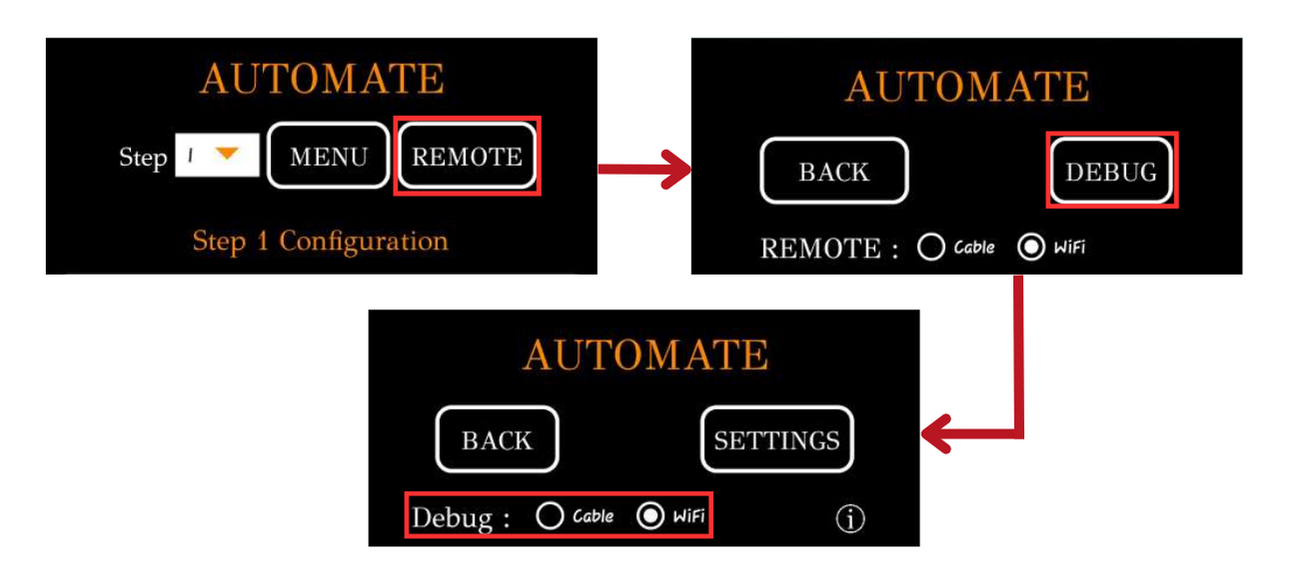 AUTOMATE
Step 1 MENU REMOTE
Step 1 Configuration
AUTOMATE
BACK DEBUG
REMOTE : Cable WiFi
AUTOMATE
BACK SETTINGS
Debug : Cable WiFi i